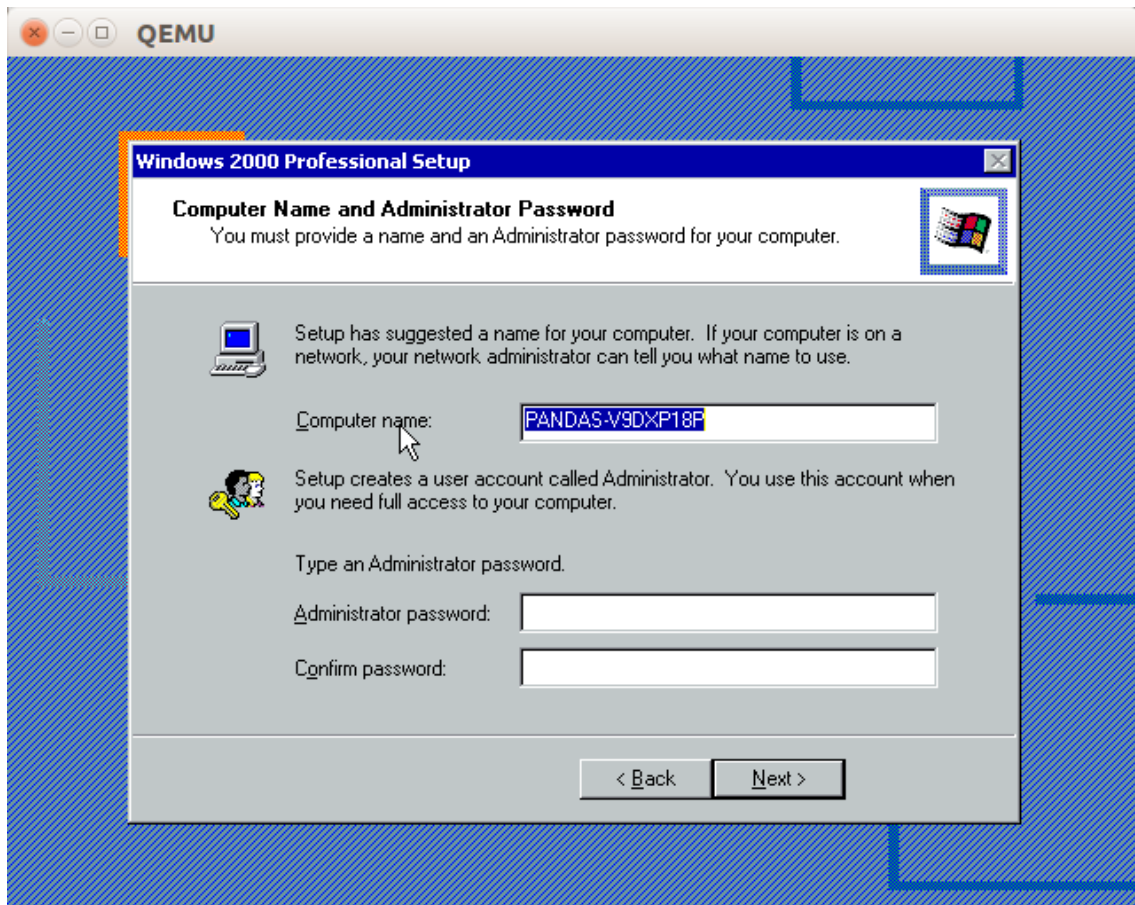 QEMU
Windows 2000 Professional Setup
Computer Name and Administrator Password
You must provide a name and an Administrator password for your computer.
Setup has suggested a name for your computer. If your computer is on a
network, your network administrator can tell you what name to use.
Computer name: PANDAS-V9DXP18P
Setup creates a user account called Administrator. You use this account when
you need full access to your computer.
Type an Administrator password.
Administrator password:
Confirm password:
< Back Next >